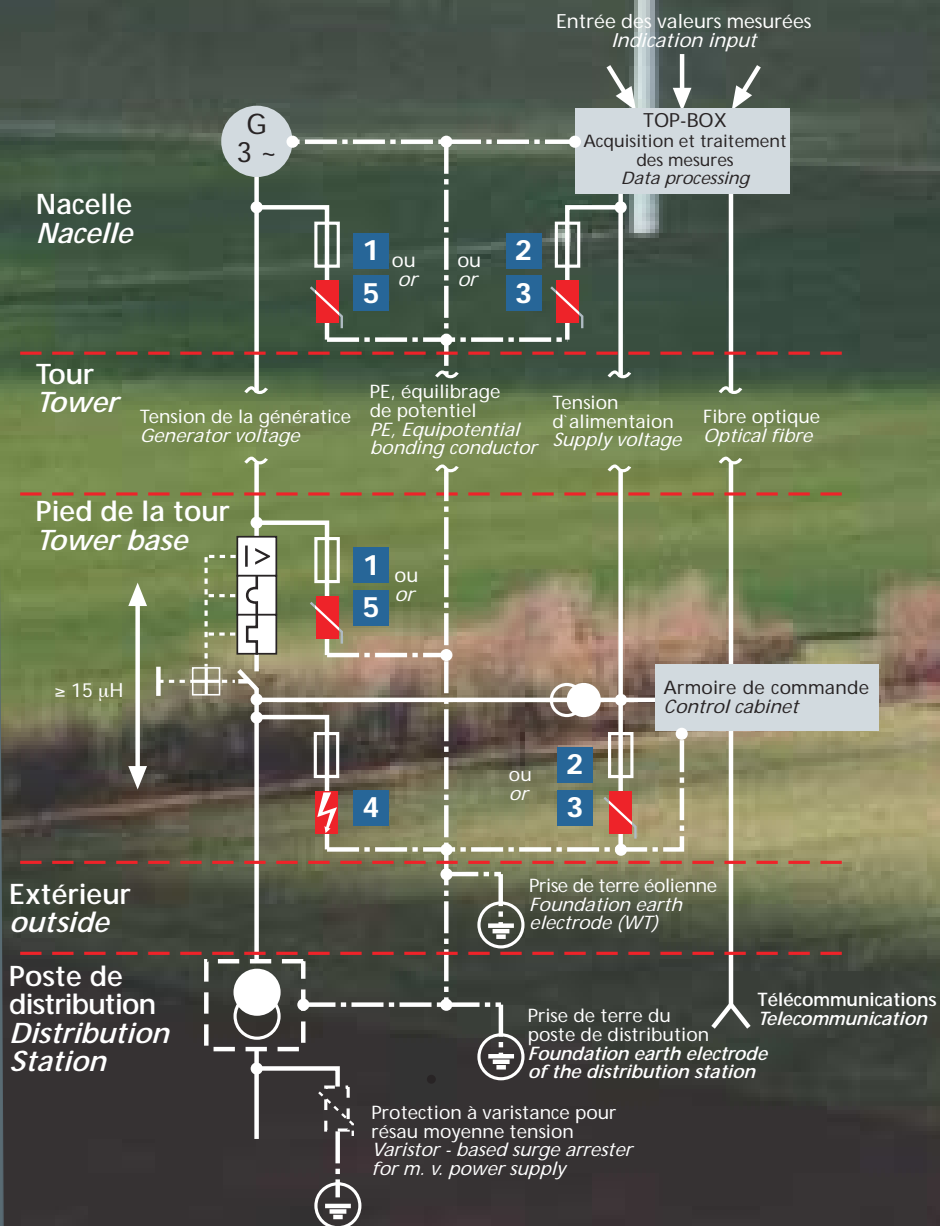 Entrée des valeurs mesurées
Indication input
G
3 ~
TOP-BOX
Acquisition et traitement
des mesures
Data processing
Nacelle
Nacelle
1
ou
or
5
ou
or
2
3
Tour
Tower
Tension de la génératice
Generator voltage
PE, équilibrage
de potentiel
PE, Equipotential
bonding conductor
Tension
d`alimentaion
Supply voltage
Fibre optique
Optical fibre
Pied de la tour
Tower base
I >
1
ou
or
5
≥ 15 µH
Armoire de commande
Control cabinet
4
ou
or
2
3
Extérieur
outside
Prise de terre éolienne
Foundation earth
electrode (WT)
Poste de
distribution
Distribution
Station
Prise de terre du
poste de distribution
Foundation earth electrode
of the distribution station
Télécommunications
Telecommunication
Protection à varistance pour
résau moyenne tension
Varistor - based surge arrester
for m. v. power supply